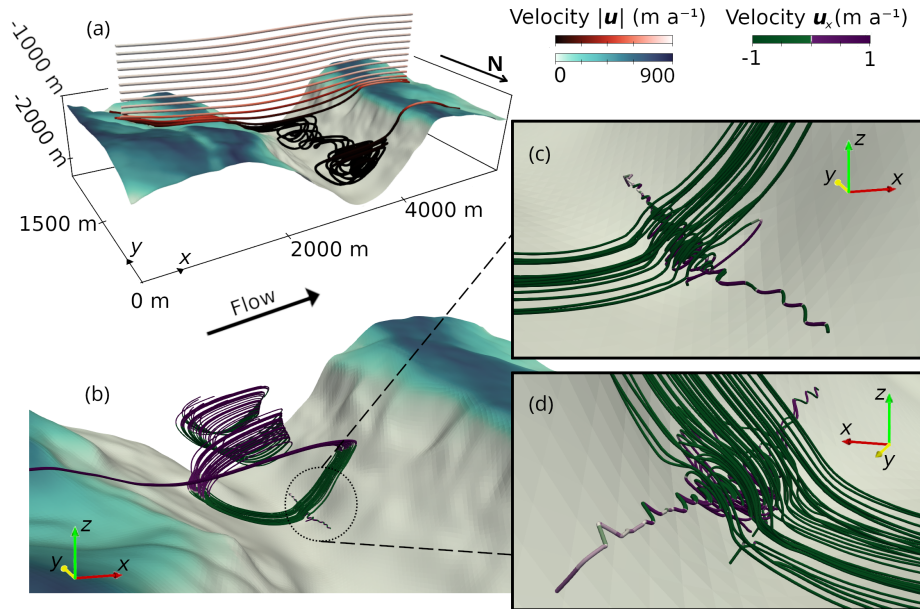 (a)
-1000 m
-2000 m
1500 m
y
x
0 m
2000 m
4000 m
N
Velocity |u| (m a⁻¹)
0 900
Velocity uₓ(m a⁻¹)
-1 1
Flow
(b)
z
y
x
(c)
z
y
x
(d)
z
x
y